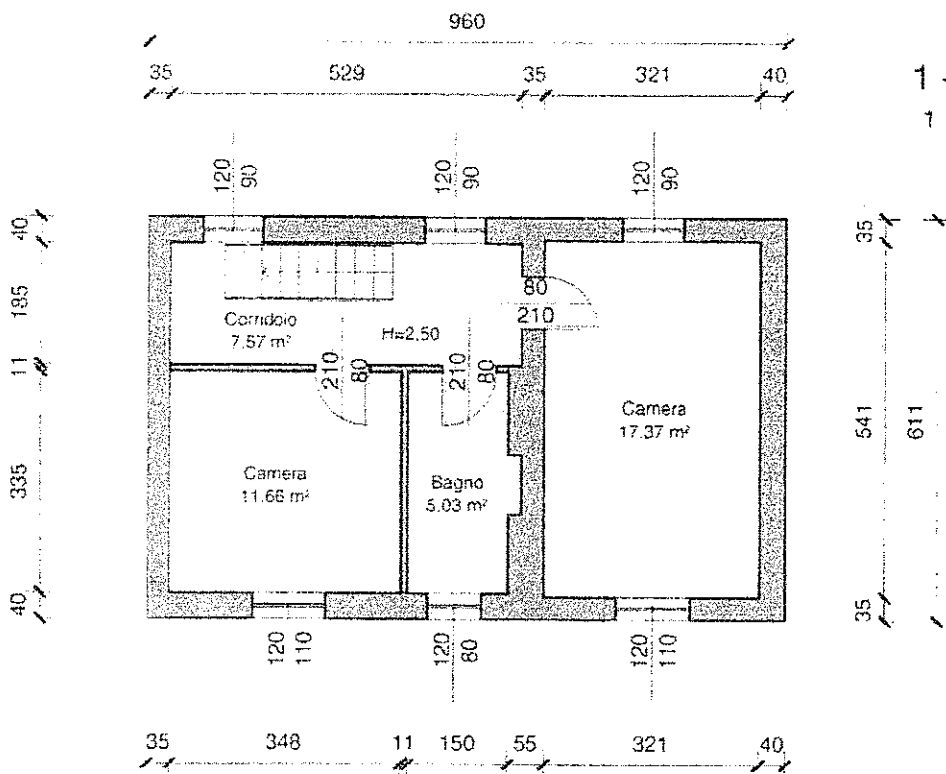 960
35 529 35 321 40
1
1
120 90
120 90
120 90
40 185 11 335 40
35 541 35
611
80
210
Corridoio
7.57 m²
H=2,50
210 80
210 80
Camera
17.37 m²
Camera
11.66 m²
Bagno
5.03 m²
120 110
120 80
120 110
35 348 11 150 55 321 40